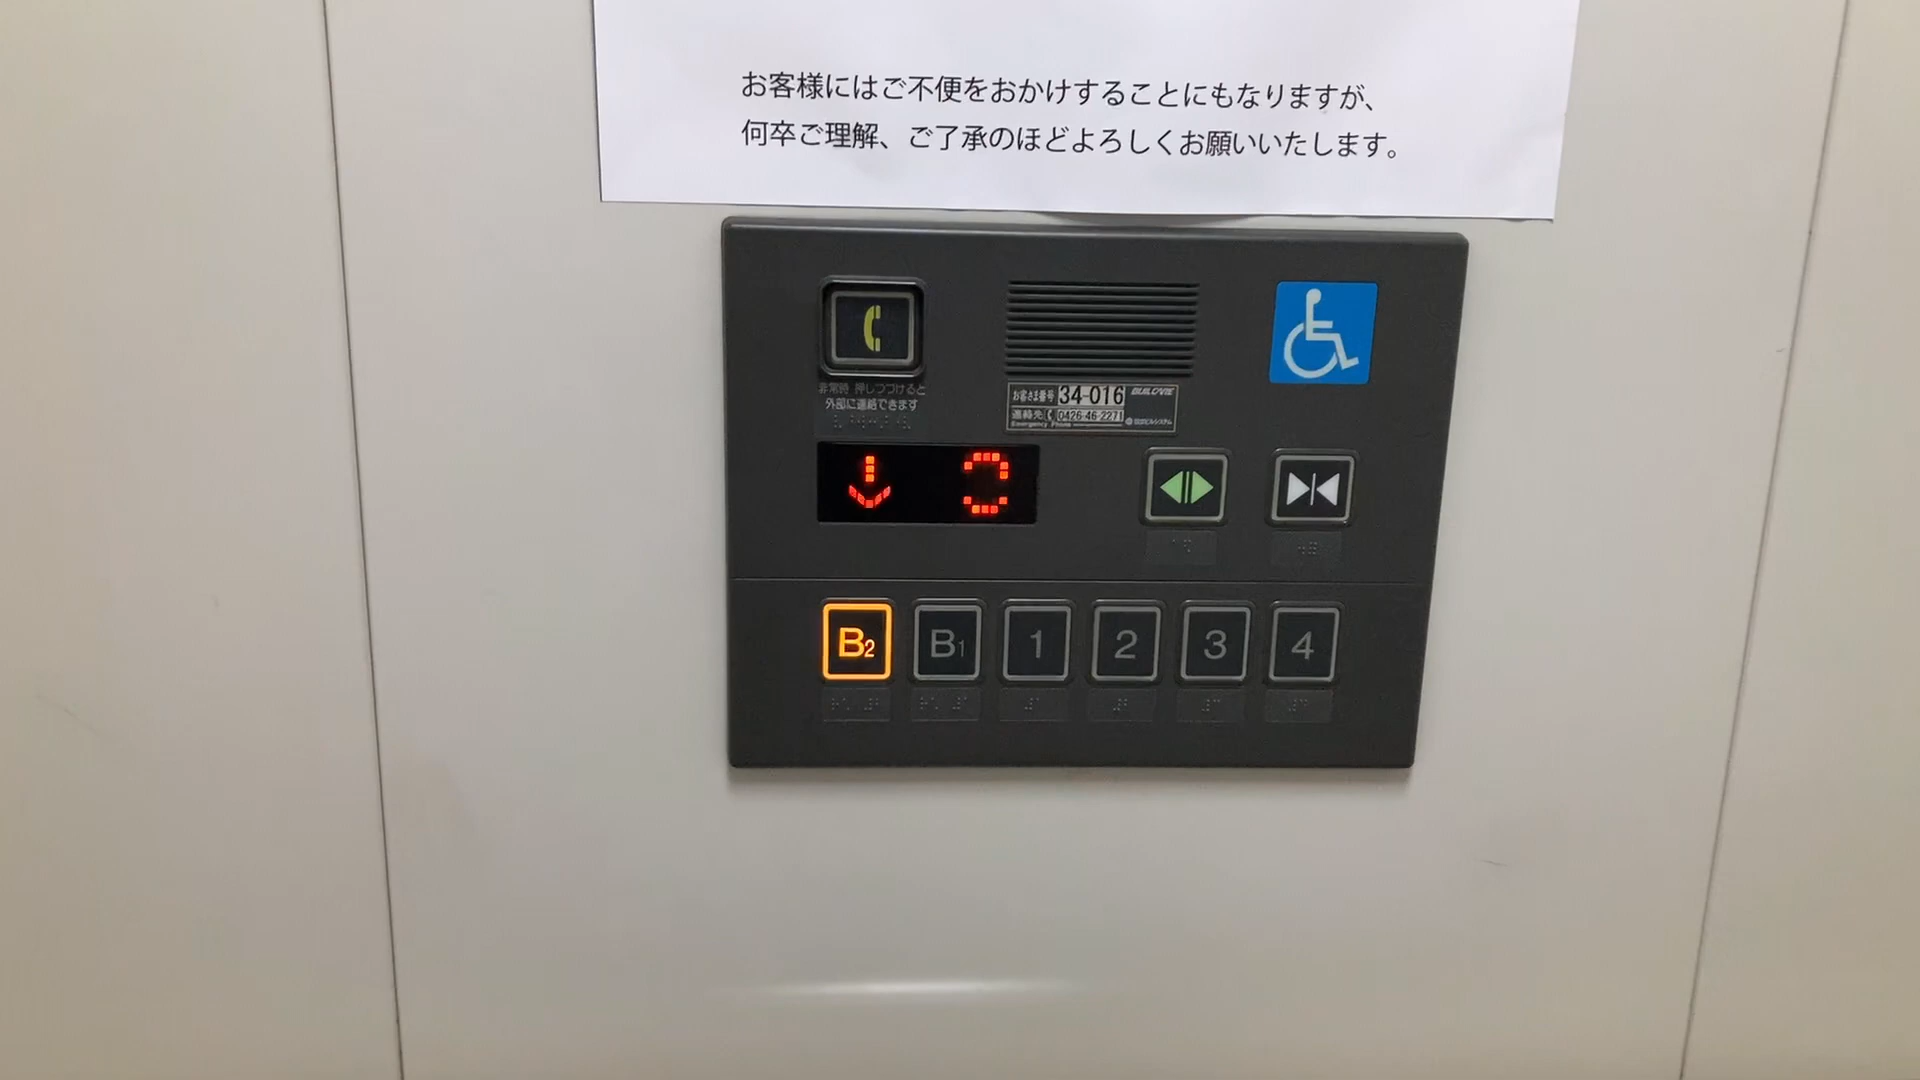 お客様にはご不便をおかけすることにもなりますが、
何卒ご理解、ご了承のほどよろしくお願いいたします。
非常時 押しつづけると
外部に連絡できます
お客さま番号 34-016 BUILCARE
連絡先 0426-46-2271
Emergency Phone
B2 B1 1 2 3 4